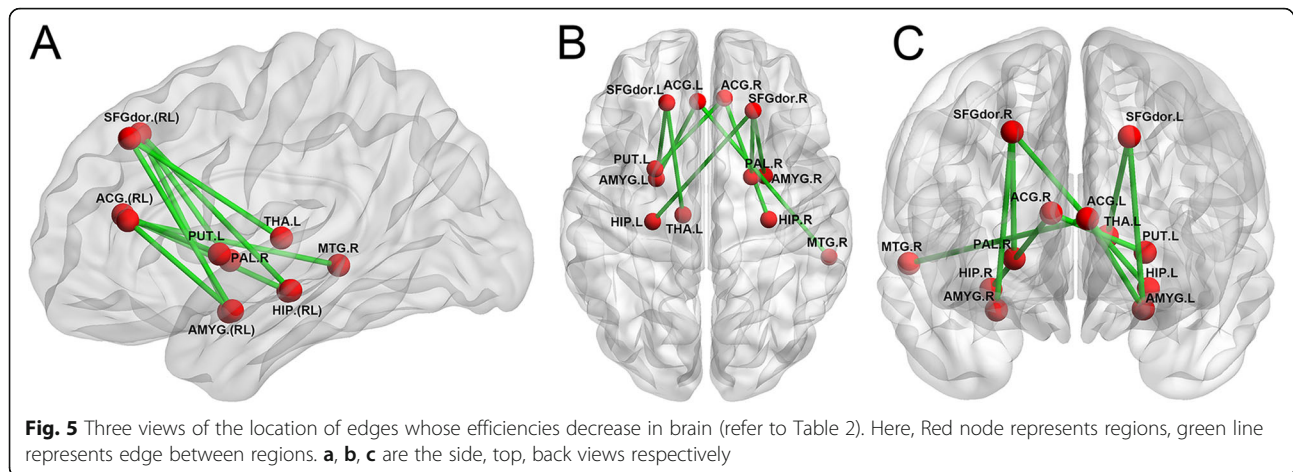 A
SFGdor.(RL)
ACG.(RL)
PUT.L
THA.L
PAL.R
MTG.R
HIP.(RL)
AMYG.(RL)
B
SFGdor.L ACG.L ACG.R
SFGdor.R
PUT.L
PAL.R
AMYG.L
AMYG.R
HIP.L
THA.L
HIP.R
MTG.R
C
SFGdor.R
SFGdor.L
ACG.R
ACG.L
THA.L
MTG.R
PAL.R
PUT.L
HIP.R
HIP.L
AMYG.R
AMYG.L
Fig. 5 Three views of the location of edges whose efficiencies decrease in brain (refer to Table 2). Here, Red node represents regions, green line
represents edge between regions. a, b, c are the side, top, back views respectively